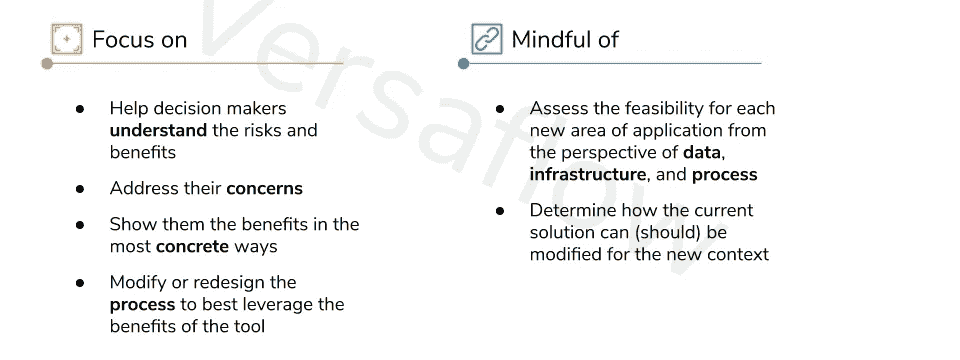 Focus on
● Help decision makers
understand the risks and
benefits
● Address their concerns
● Show them the benefits in the
most concrete ways
● Modify or redesign the
process to best leverage the
benefits of the tool
Mindful of
● Assess the feasibility for each
new area of application from
the perspective of data,
infrastructure, and process
● Determine how the current
solution can (should) be
modified for the new context
Versaflow